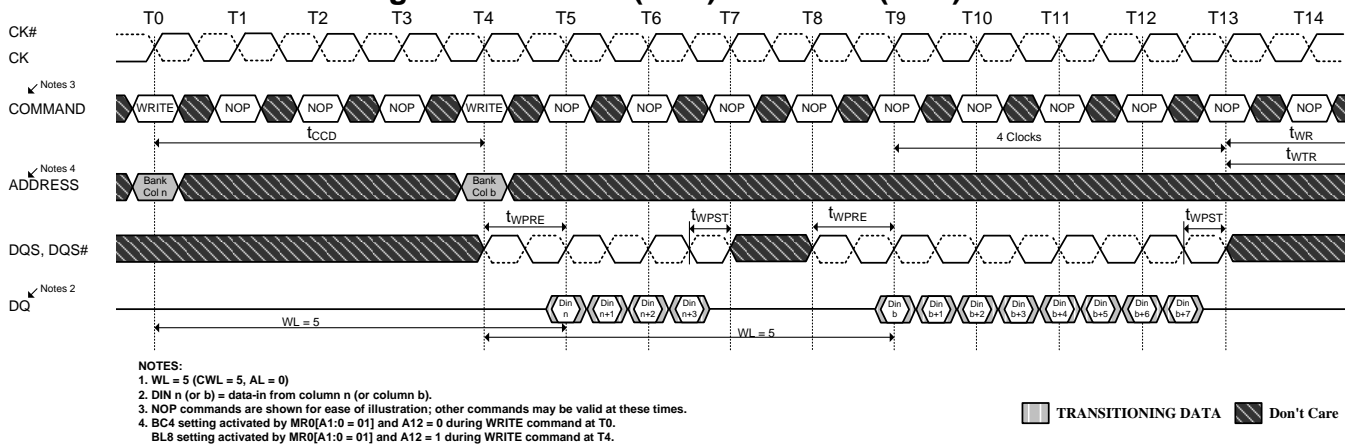 T0 T1 T2 T3 T4 T5 T6 T7 T8 T9 T10 T11 T12 T13 T14
CK#
CK
Notes 3
COMMAND
WRITE NOP NOP NOP WRITE NOP NOP NOP NOP NOP NOP NOP NOP NOP NOP
tCCD
4 Clocks
tWR
tWTR
Notes 4
ADDRESS
Bank
Col n
Bank
Col b
tWPRE tWPST tWPRE tWPST
DQS, DQS#
Notes 2
DQ
Din
n
Din
n+1
Din
n+2
Din
n+3
Din
b
Din
b+1
Din
b+2
Din
b+3
Din
b+4
Din
b+5
Din
b+6
Din
b+7
WL = 5
WL = 5
NOTES:
1. WL = 5 (CWL = 5, AL = 0)
2. DIN n (or b) = data-in from column n (or column b).
3. NOP commands are shown for ease of illustration; other commands may be valid at these times.
4. BC4 setting activated by MR0[A1:0 = 01] and A12 = 0 during WRITE command at T0.
BL8 setting activated by MR0[A1:0 = 01] and A12 = 1 during WRITE command at T4.
TRANSITIONING DATA
Don't Care